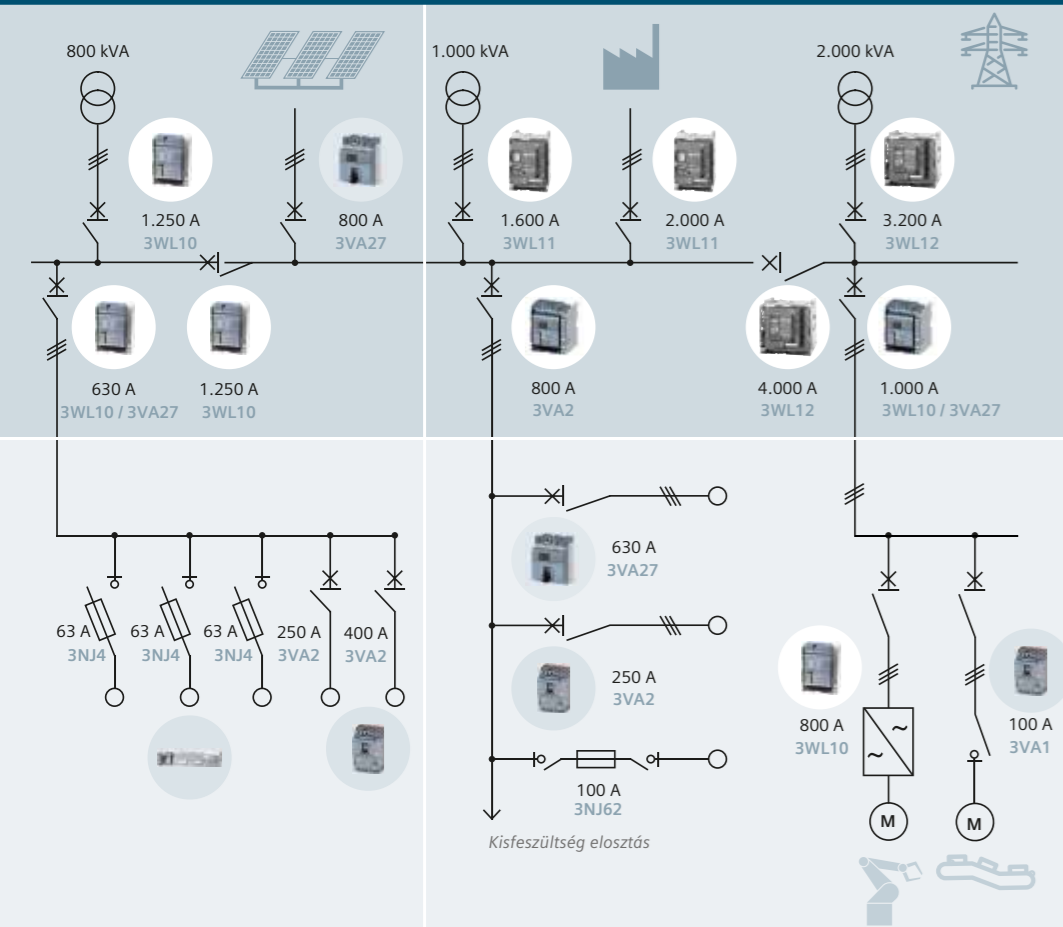 800 kVA
1.000 kVA
2.000 kVA
1.250 A
3WL10
800 A
3VA27
1.600 A
3WL11
2.000 A
3WL11
3.200 A
3WL12
630 A
3WL10 / 3VA27
1.250 A
3WL10
800 A
3VA2
4.000 A
3WL12
1.000 A
3WL10 / 3VA27
63 A
3NJ4
63 A
3NJ4
63 A
3NJ4
250 A
3VA2
400 A
3VA2
630 A
3VA27
250 A
3VA2
100 A
3NJ62
Kisfeszültség elosztás
800 A
3WL10
100 A
3VA1
~
~
M
M